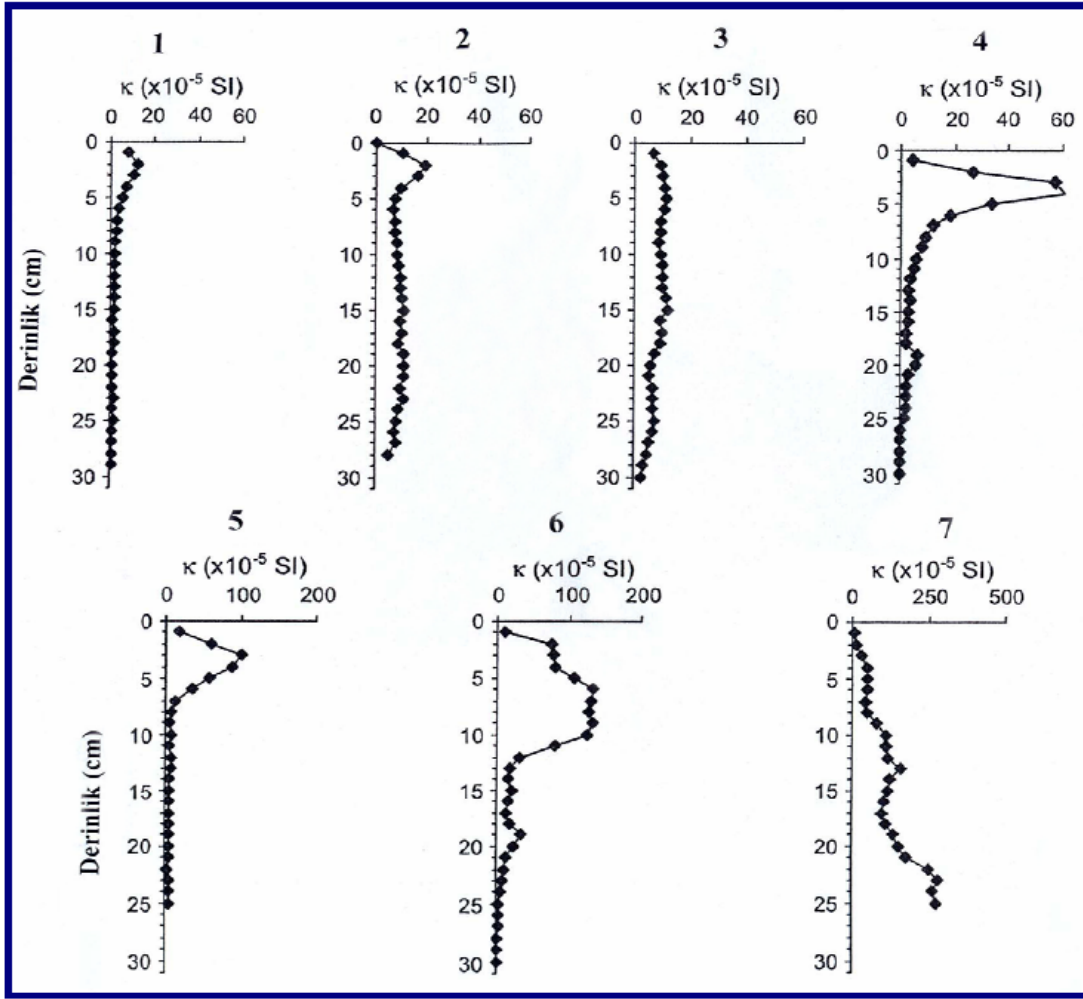 1 2 3 4
κ (x10⁻⁵ SI) κ (x10⁻⁵ SI) κ (x10⁻⁵ SI) κ (x10⁻⁵ SI)
0 20 40 60 0 20 40 60 0 20 40 60 0 20 40 60
0 0 0 0
5 5 5 5
10 10 10 10
15 15 15 15
20 20 20 20
25 25 25 25
30 30 30 30
Derinlik (cm)
5 6 7
κ (x10⁻⁵ SI) κ (x10⁻⁵ SI) κ (x10⁻⁵ SI)
0 100 200 0 100 200 0 250 500
0 0 0
5 5 5
10 10 10
15 15 15
20 20 20
25 25 25
30 30 30
Derinlik (cm)